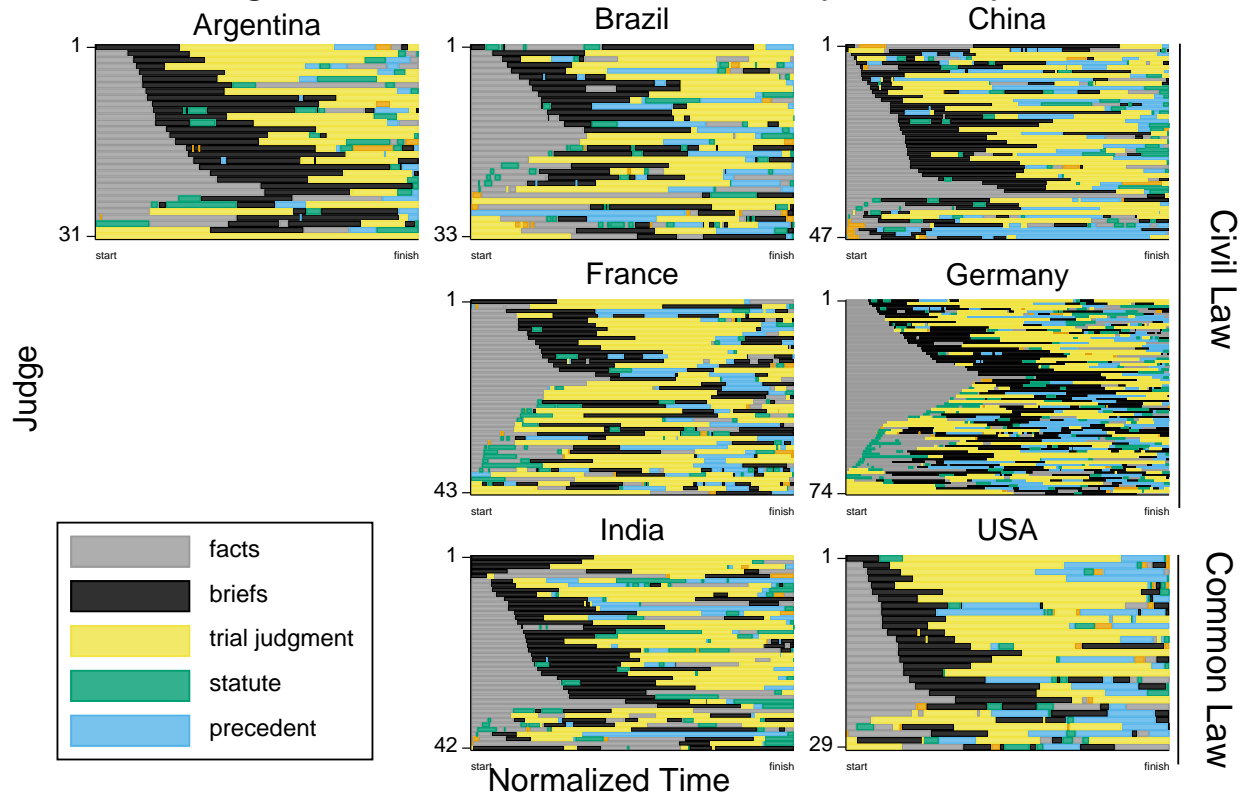 Argentina
Brazil
China
1
31
start
finish
1
33
start
finish
1
47
start
finish
France
Germany
1
43
start
finish
1
74
start
finish
India
USA
1
42
start
finish
1
29
start
finish
Judge
Normalized Time
Civil Law
Common Law
facts
briefs
trial judgment
statute
precedent